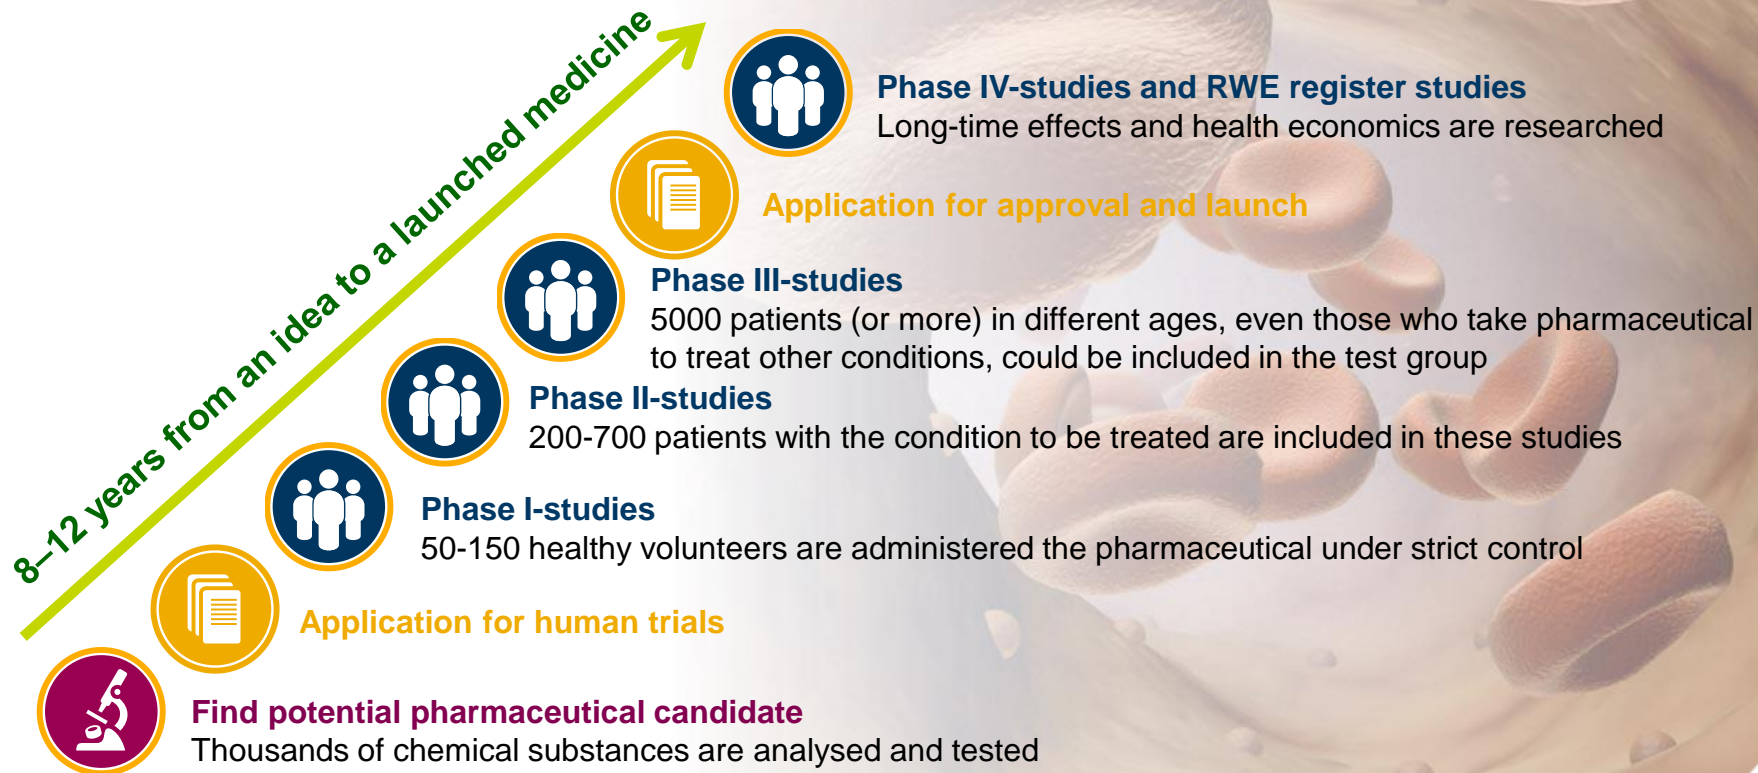 8–12 years from an idea to a launched medicine
Phase IV-studies and RWE register studies
Long-time effects and health economics are researched
Application for approval and launch
Phase III-studies
5000 patients (or more) in different ages, even those who take pharmaceutical
to treat other conditions, could be included in the test group
Phase II-studies
200-700 patients with the condition to be treated are included in these studies
Phase I-studies
50-150 healthy volunteers are administered the pharmaceutical under strict control
Application for human trials
Find potential pharmaceutical candidate
Thousands of chemical substances are analysed and tested